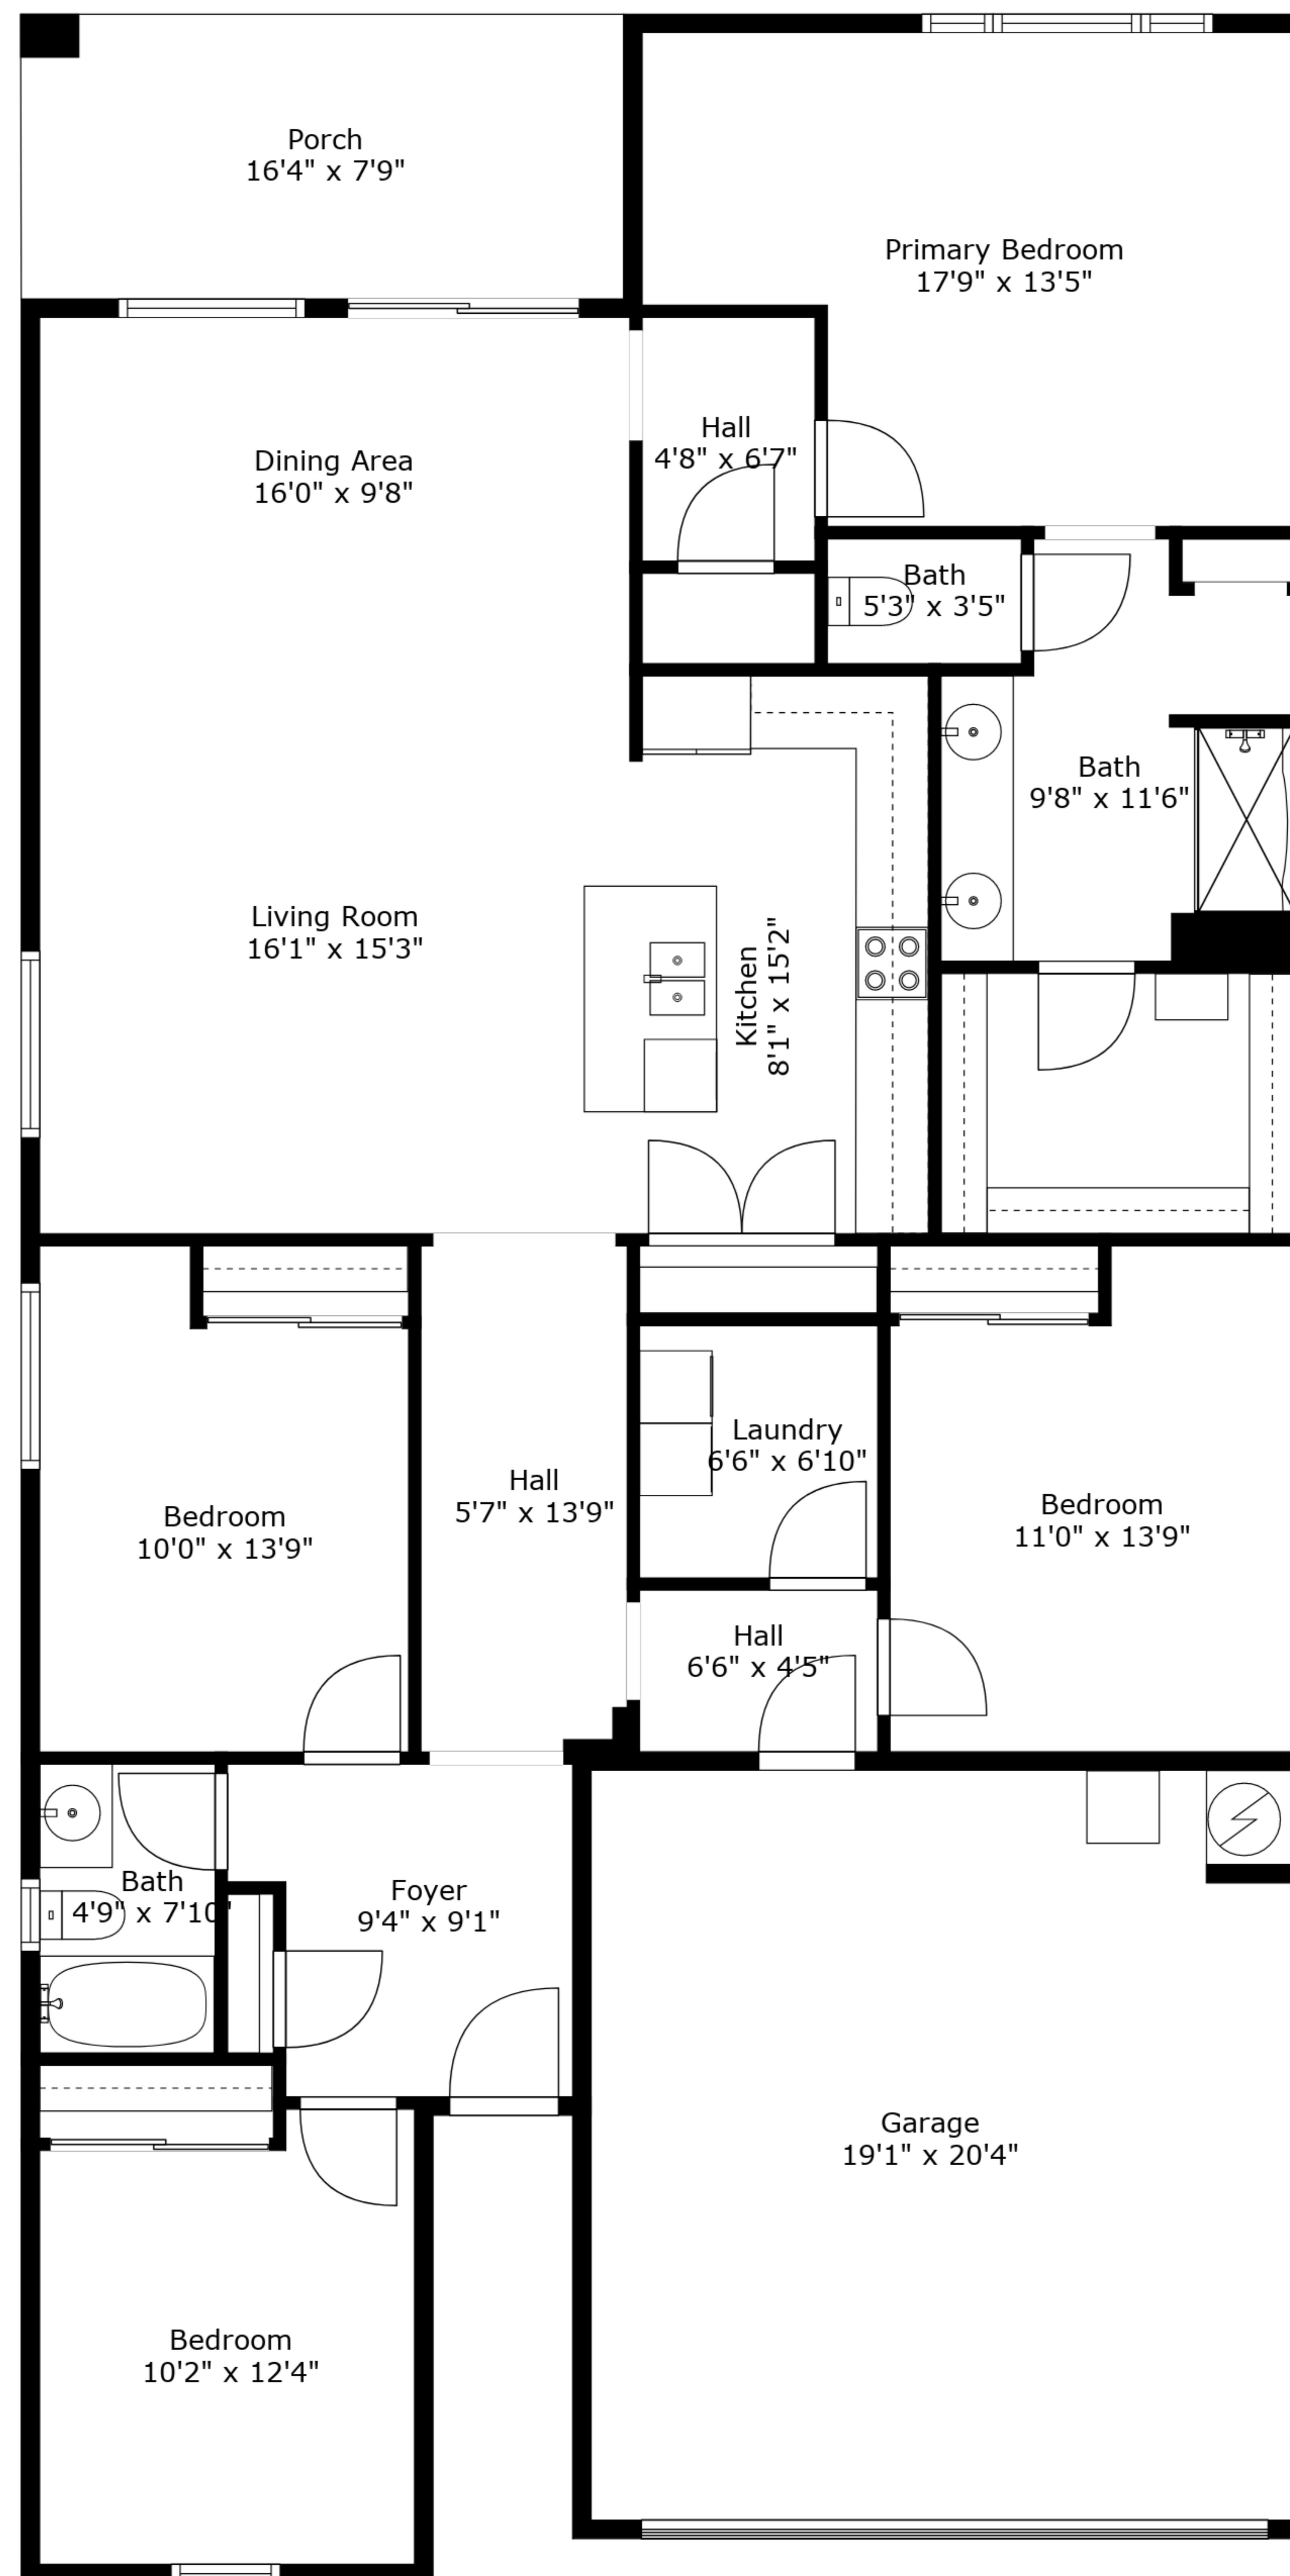 Porch
16'4" x 7'9"
Primary Bedroom
17'9" x 13'5"
Hall
4'8" x 6'7"
Dining Area
16'0" x 9'8"
Bath
5'3" x 3'5"
Bath
9'8" x 11'6"
Living Room
16'1" x 15'3"
Kitchen
8'1" x 15'2"
Laundry
6'6" x 6'10"
Hall
5'7" x 13'9"
Bedroom
10'0" x 13'9"
Bedroom
11'0" x 13'9"
Hall
6'6" x 4'5"
Bath
4'9" x 7'10"
Foyer
9'4" x 9'1"
Garage
19'1" x 20'4"
Bedroom
10'2" x 12'4"